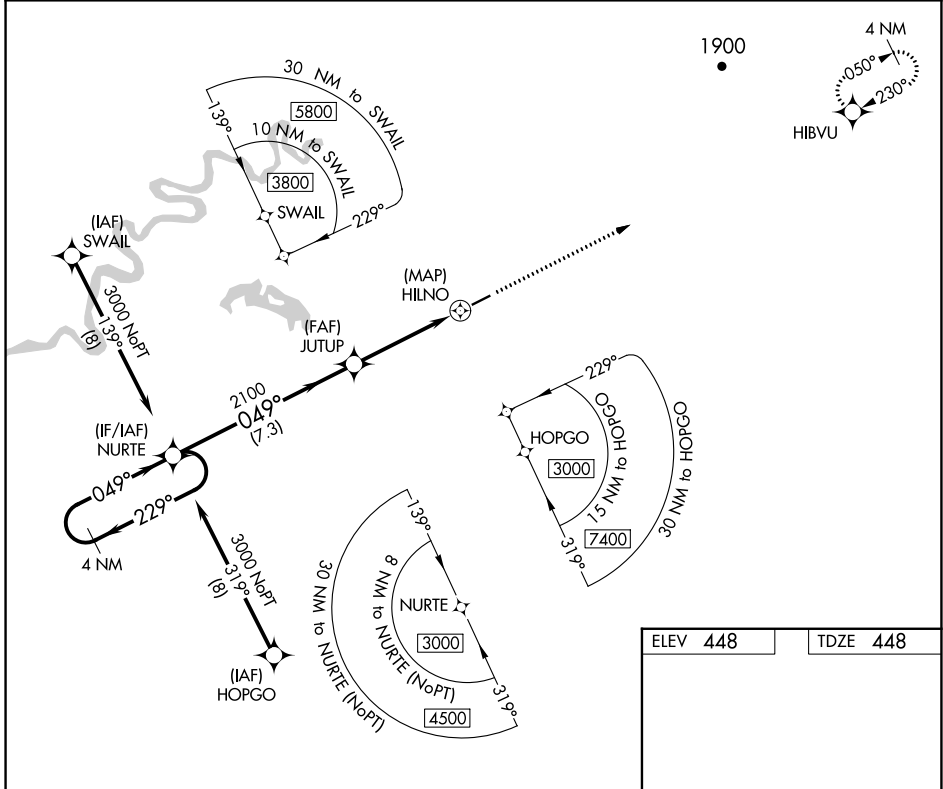 1900
4 NM
050°
230°
HIBVU
30 NM to SWAIL
5800
139°
10 NM to SWAIL
3800
SWAIL
229°
(IAF)
SWAIL
3000 NoPT
139°
(8)
(MAP)
HILNO
(FAF)
JUTUP
2100
049°
(7.3)
(IF/IAF)
NURTE
049°
229°
4 NM
3000 NoPT
319°
(8)
(IAF)
HOPGO
229°
HOPGO
3000
15 NM to HOPGO
7400
30 NM to HOPGO
319°
139°
NURTE
3000
8 NM to NURTE (NoPT)
4500
30 NM to NURTE (NoPT)
319°
ELEV 448
TDZE 448